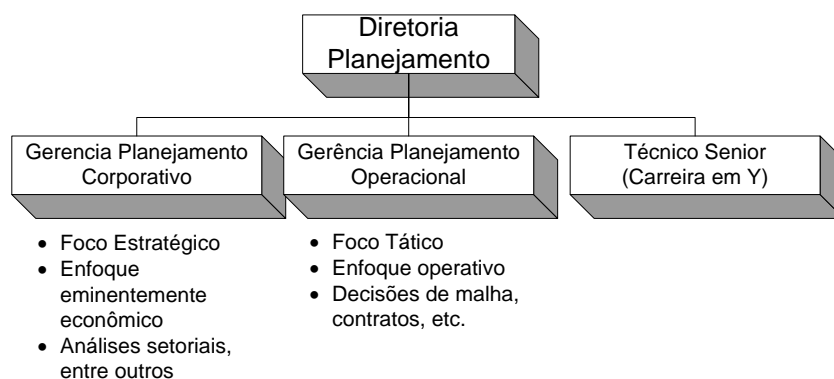 Diretoria
Planejamento
Gerencia Planejamento
Corporativo
Gerência Planejamento
Operacional
Técnico Senior
(Carreira em Y)
• Foco Estratégico
• Enfoque
eminentemente
econômico
• Análises setoriais,
entre outros
• Foco Tático
• Enfoque operativo
• Decisões de malha,
contratos, etc.